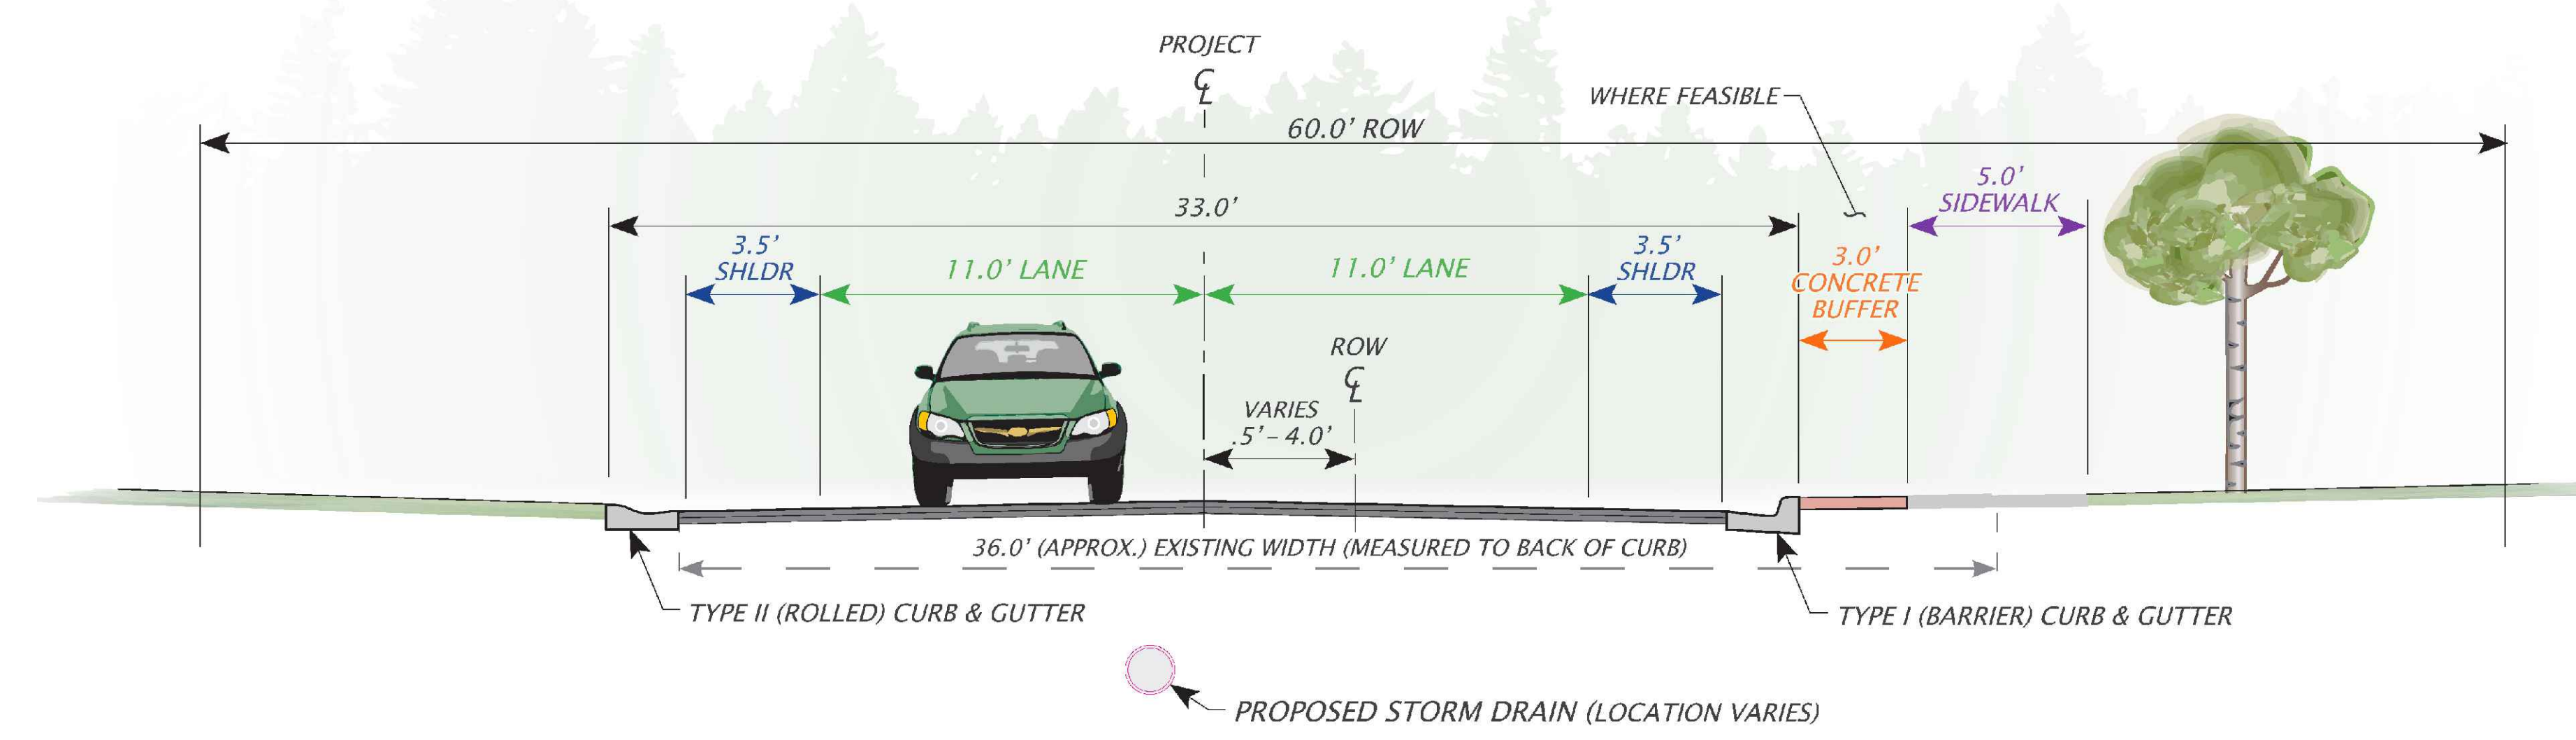 PROJECT
℄
WHERE FEASIBLE
60.0’ ROW
5.0’
SIDEWALK
33.0’
3.5’
SHLDR
11.0’ LANE
11.0’ LANE
3.5’
SHLDR
3.0’
CONCRETE
BUFFER
ROW
℄
VARIES
.5’– 4.0’
36.0’ (APPROX.) EXISTING WIDTH (MEASURED TO BACK OF CURB)
TYPE II (ROLLED) CURB & GUTTER
TYPE I (BARRIER) CURB & GUTTER
PROPOSED STORM DRAIN (LOCATION VARIES)